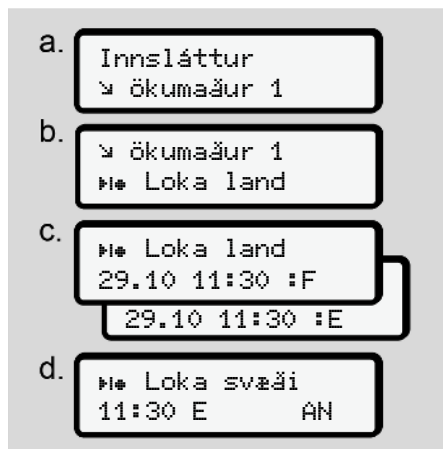 a.
Innsláttur
ökumaður 1
b.
ökumaður 1
Loka land
c.
Loka land
29.10 11:30 :F
29.10 11:30 :E
d.
Loka svæði
11:30 E AN